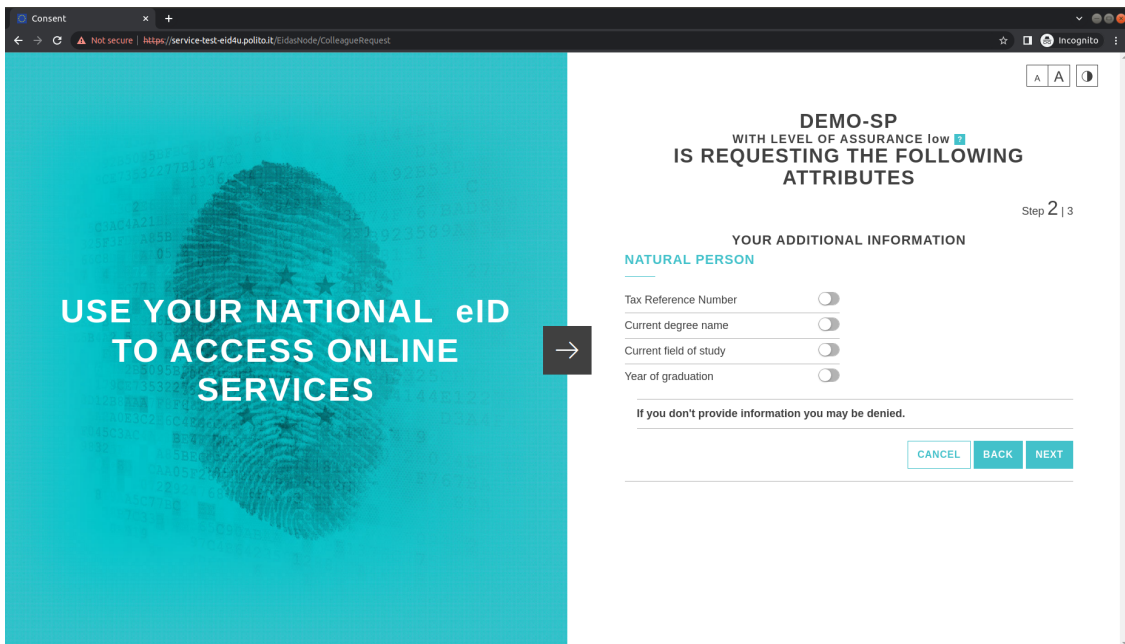 Consent
Not secure | https://service-test-eid4u.polito.it/EidasNode/ColleagueRequest
Incognito
A A
DEMO-SP
WITH LEVEL OF ASSURANCE low ?
IS REQUESTING THE FOLLOWING
ATTRIBUTES
Step 2 | 3
YOUR ADDITIONAL INFORMATION
NATURAL PERSON
Tax Reference Number
Current degree name
Current field of study
Year of graduation
If you don't provide information you may be denied.
CANCEL BACK NEXT
USE YOUR NATIONAL eID
TO ACCESS ONLINE
SERVICES